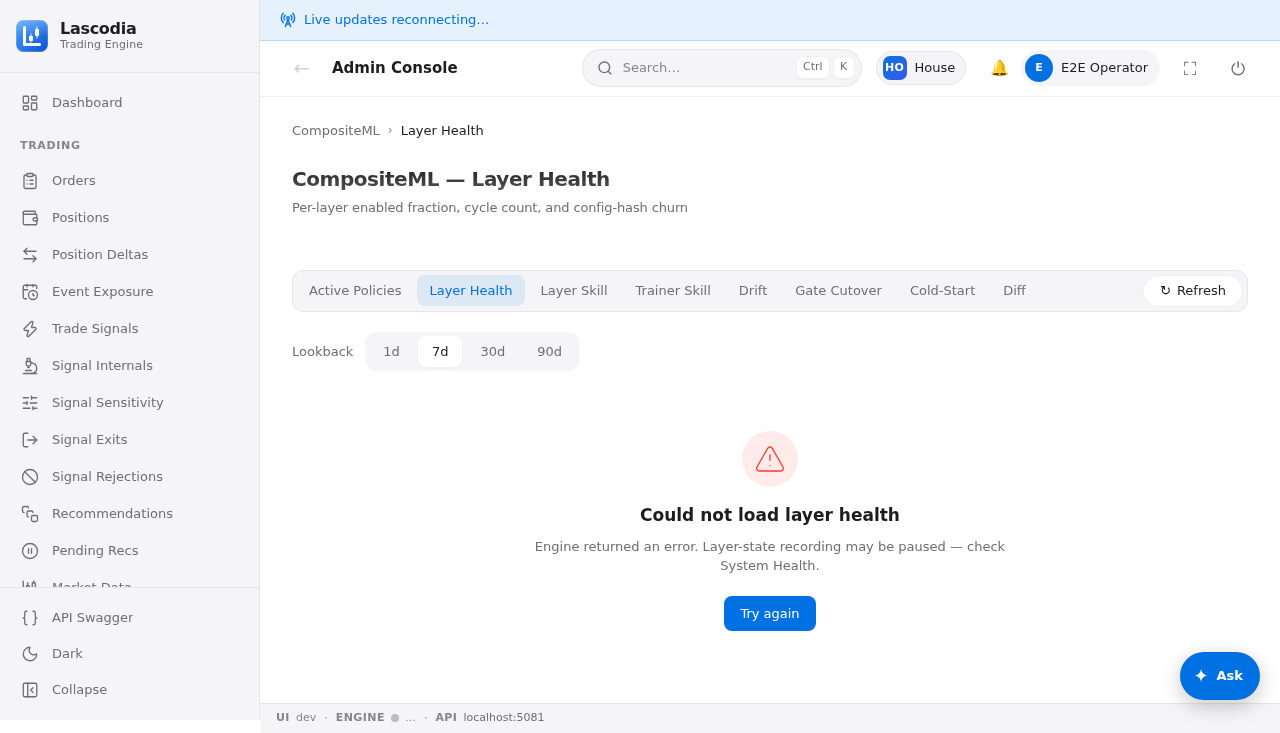 Lascodia
Trading Engine
Dashboard
TRADING
Orders
Positions
Position Deltas
Event Exposure
Trade Signals
Signal Internals
Signal Sensitivity
Signal Exits
Signal Rejections
Recommendations
Pending Recs
Market Data
API Swagger
Dark
Collapse
Live updates reconnecting…
← Admin Console
Search... Ctrl K
HO House
E E2E Operator
CompositeML › Layer Health
CompositeML — Layer Health
Per-layer enabled fraction, cycle count, and config-hash churn
Active Policies Layer Health Layer Skill Trainer Skill Drift Gate Cutover Cold-Start Diff ↻ Refresh
Lookback 1d 7d 30d 90d
Could not load layer health
Engine returned an error. Layer-state recording may be paused — check
System Health.
Try again
✦ Ask
UI dev · ENGINE ... · API localhost:5081